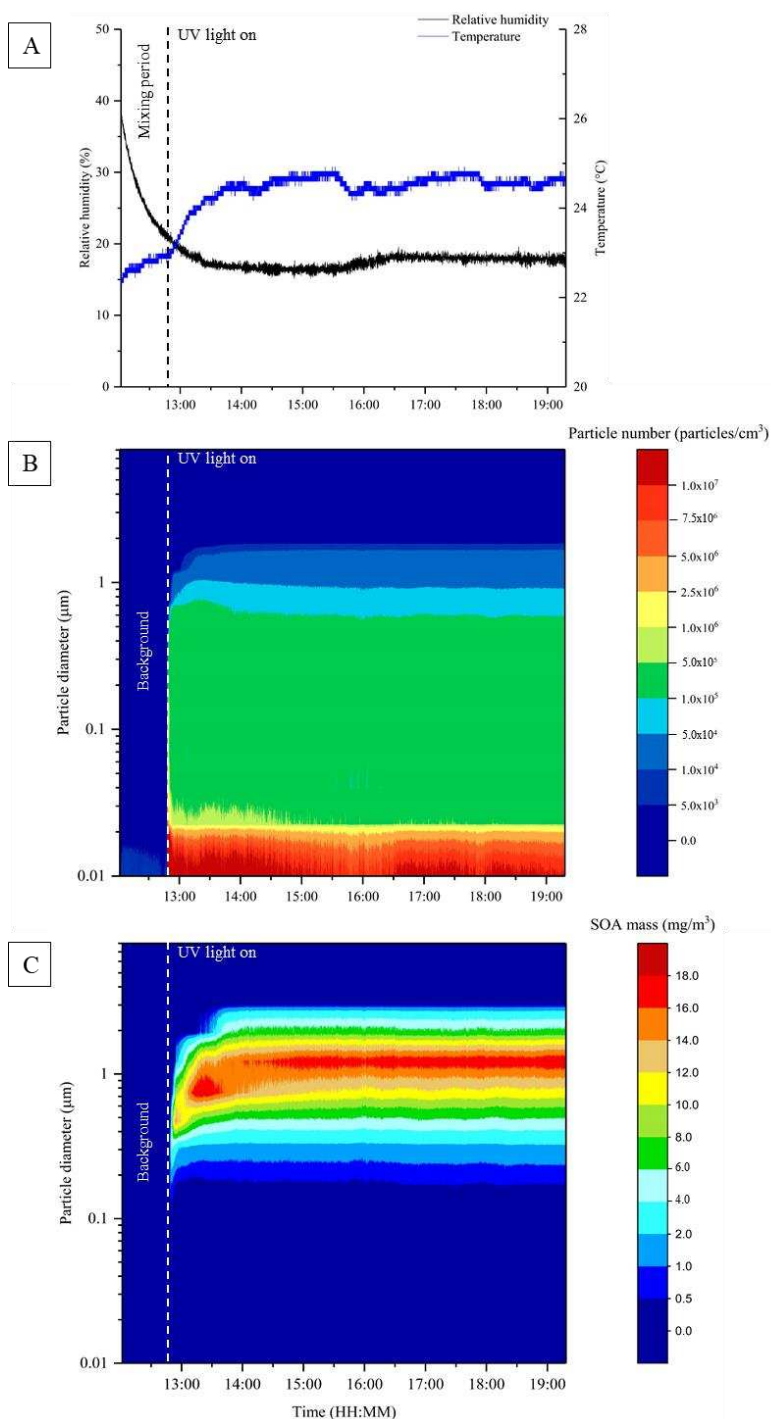 A
UV light on
Relative humidity
Temperature
Mixing period
Relative humidity (%)
Temperature (°C)
50
40
30
20
10
0
28
26
24
22
20
13:00 14:00 15:00 16:00 17:00 18:00 19:00
B
Particle number (particles/cm³)
UV light on
Background
Particle diameter (μm)
1
0.1
0.01
13:00 14:00 15:00 16:00 17:00 18:00 19:00
1.0x10⁷
7.5x10⁶
5.0x10⁶
2.5x10⁶
1.0x10⁶
5.0x10⁵
1.0x10⁵
5.0x10⁴
1.0x10⁴
5.0x10³
0.0
C
SOA mass (mg/m³)
UV light on
Background
Particle diameter (μm)
1
0.1
0.01
13:00 14:00 15:00 16:00 17:00 18:00 19:00
Time (HH:MM)
18.0
16.0
14.0
12.0
10.0
8.0
6.0
4.0
2.0
1.0
0.5
0.0